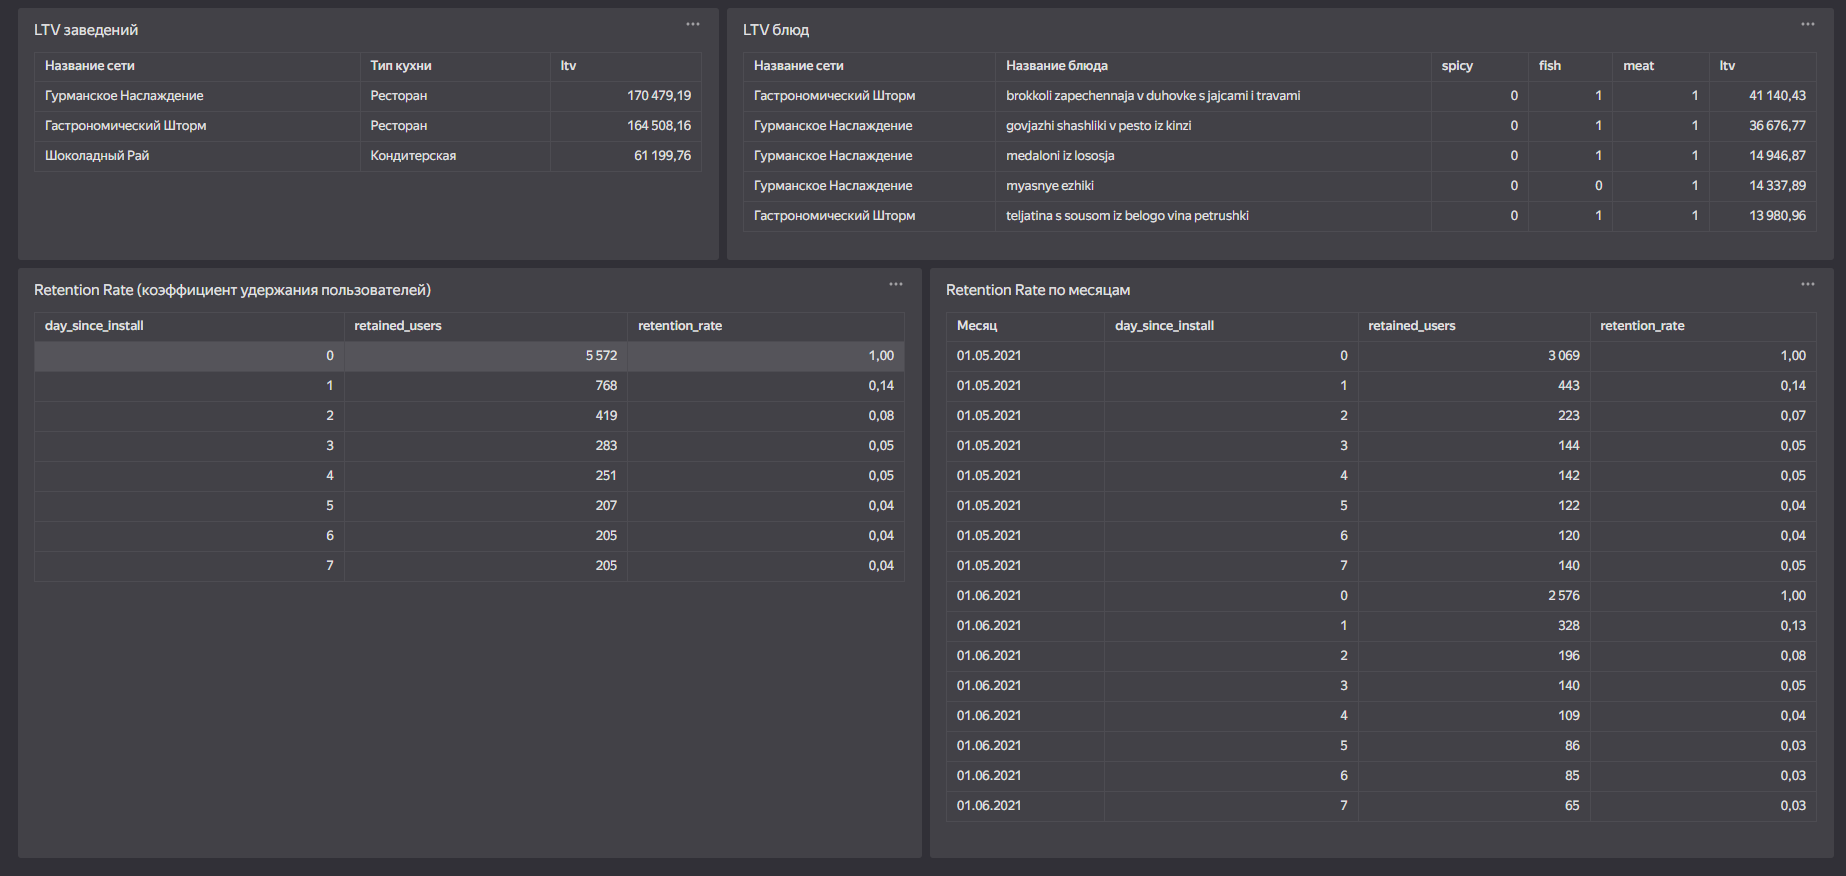 LTV заведений
Название сети Тип кухни ltv
Гурманское Наслаждение Ресторан 170 479,19
Гастрономический Шторм Ресторан 164 508,16
Шоколадный Рай Кондитерская 61 199,76
LTV блюд
Название сети Название блюда spicy fish meat ltv
Гастрономический Шторм brokkoli zapechennaja v duhovke s jajcami i travami 0 1 1 41 140,43
Гурманское Наслаждение govjazhi shashliki v pesto iz kinzi 0 1 1 36 676,77
Гурманское Наслаждение medaloni iz lososja 0 1 1 14 946,87
Гурманское Наслаждение myasnye ezhiki 0 0 1 14 337,89
Гастрономический Шторм teljatina s sousom iz belogo vina petrushki 0 1 1 13 980,96
Retention Rate (коэффициент удержания пользователей)
day_since_install retained_users retention_rate
0 5 572 1,00
1 768 0,14
2 419 0,08
3 283 0,05
4 251 0,05
5 207 0,04
6 205 0,04
7 205 0,04
Retention Rate по месяцам
Месяц day_since_install retained_users retention_rate
01.05.2021 0 3 069 1,00
01.05.2021 1 443 0,14
01.05.2021 2 223 0,07
01.05.2021 3 144 0,05
01.05.2021 4 142 0,05
01.05.2021 5 122 0,04
01.05.2021 6 120 0,04
01.05.2021 7 140 0,05
01.06.2021 0 2 576 1,00
01.06.2021 1 328 0,13
01.06.2021 2 196 0,08
01.06.2021 3 140 0,05
01.06.2021 4 109 0,04
01.06.2021 5 86 0,03
01.06.2021 6 85 0,03
01.06.2021 7 65 0,03